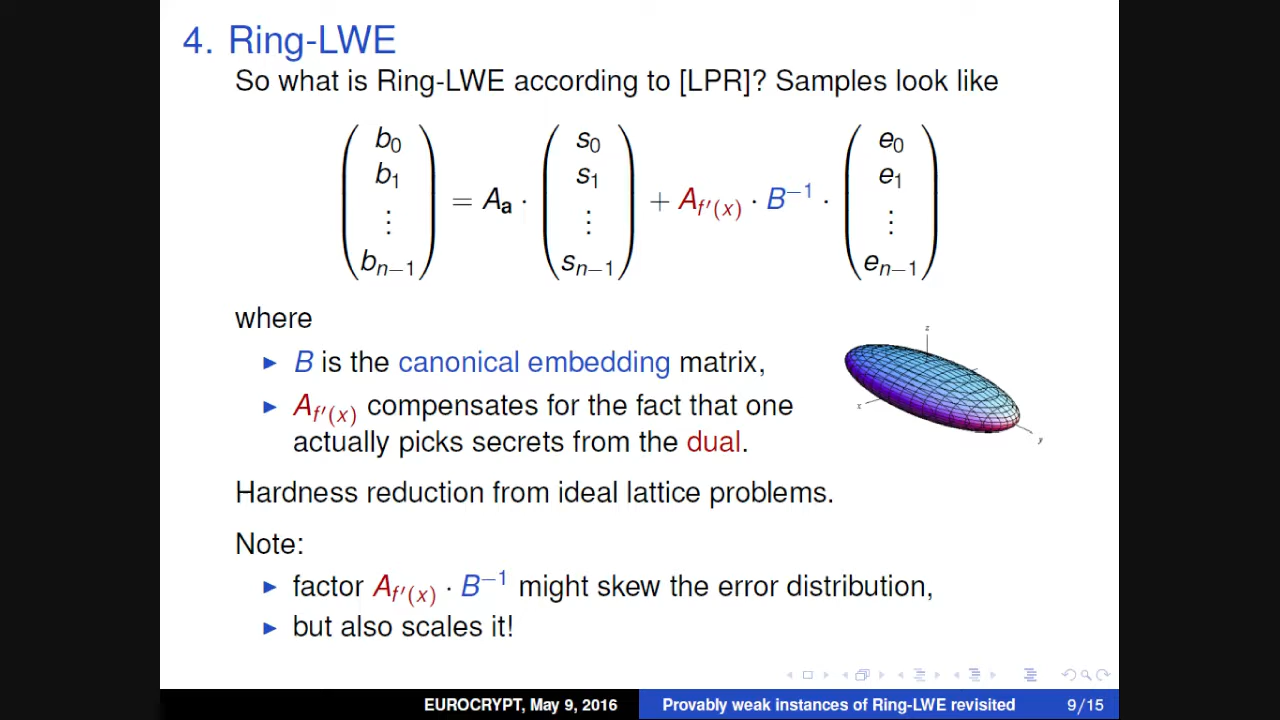 4. Ring-LWE
So what is Ring-LWE according to [LPR]? Samples look like
b0 s0 e0
b1 s1 e1
⋮ = Aa · ⋮ + Af′(x) · B−1 · ⋮
bn−1 sn−1 en−1
where
▶ B is the canonical embedding matrix,
▶ Af′(x) compensates for the fact that one
actually picks secrets from the dual.
z
x
y
Hardness reduction from ideal lattice problems.
Note:
▶ factor Af′(x) · B−1 might skew the error distribution,
▶ but also scales it!
EUROCRYPT, May 9, 2016 Provably weak instances of Ring-LWE revisited 9/15